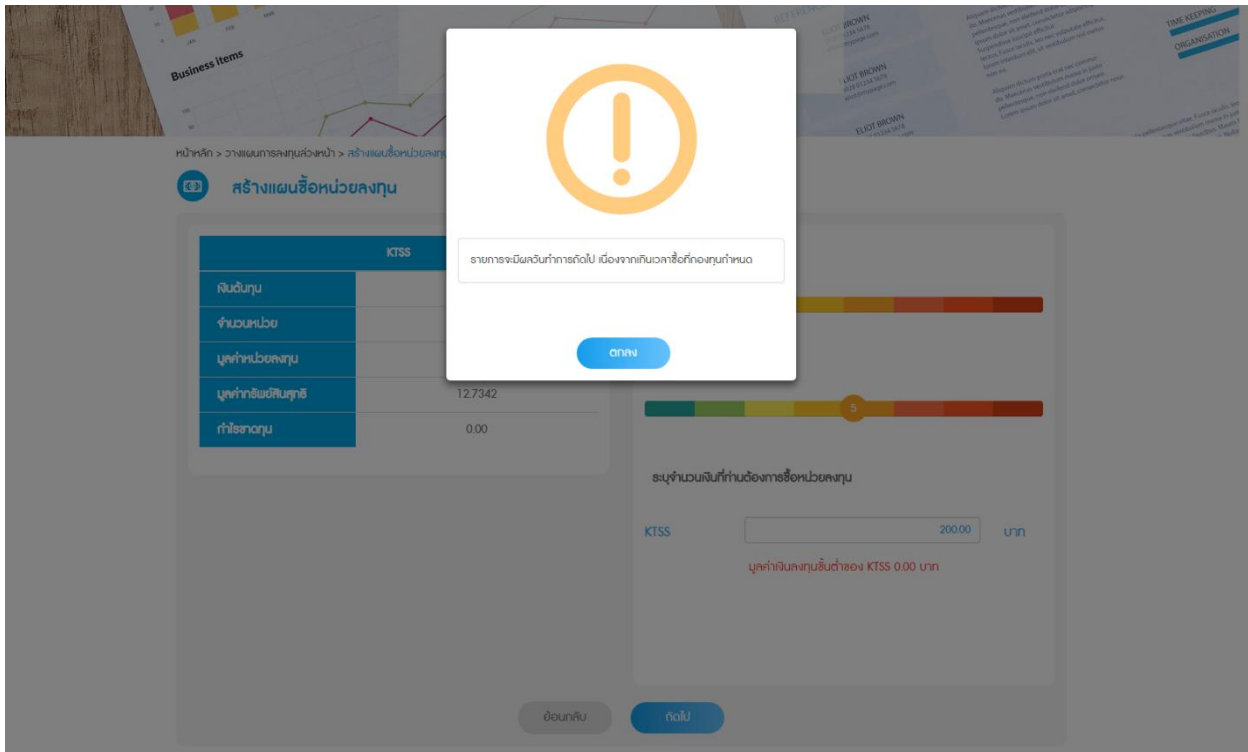 Business items
BROWN
TIME KEEPING
ORGANISATION
ELIOT BROWN
หน้าหลัก > วางแผนการลงทุนล่วงหน้า > สร้างแผนซื้อหน่วยลงทุ
สร้างแผนซื้อหน่วยลงทุน
รายการจะมีผลวันทำการถัดไป เนื่องจากเกินเวลาซื้อที่กองทุนกำหนด
ตกลง
KTSS
เงินต้นทุน
จำนวนหน่วย
มูลค่าหน่วยลงทุน
มูลค่าทรัพย์สินสุทธิ 12.7342
กำไรขาดทุน 0.00
5
ระบุจำนวนเงินที่ท่านต้องการซื้อหน่วยลงทุน
KTSS 200.00 บาท
มูลค่าเงินลงทุนขั้นต่ำของ KTSS 0.00 บาท
ย้อนกลับ ถัดไป